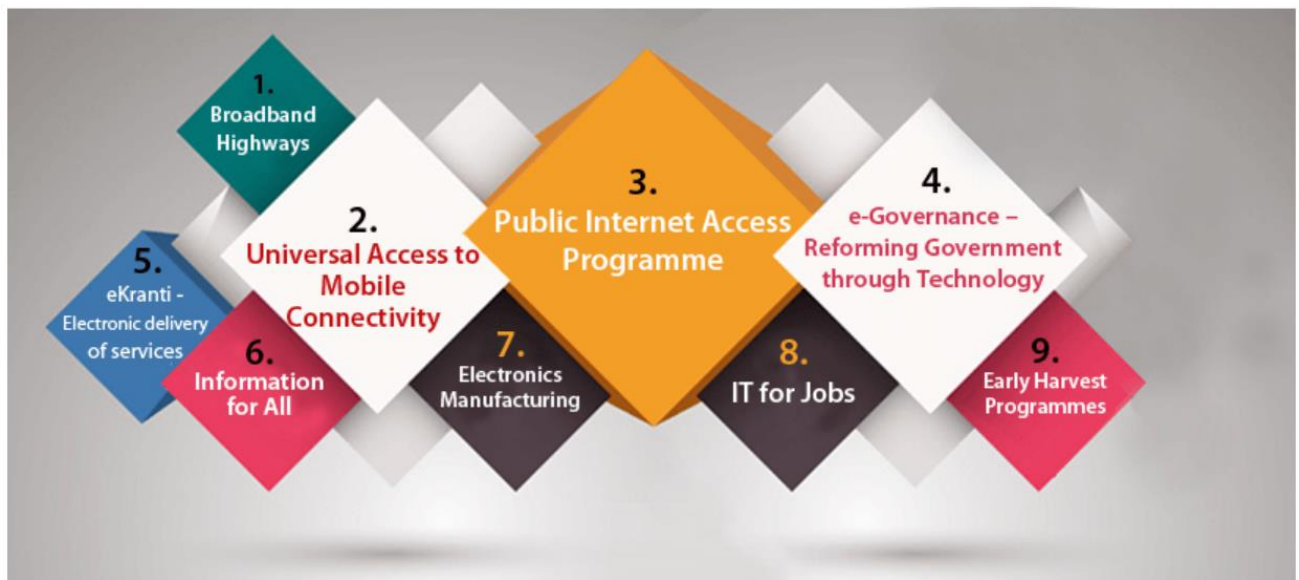 1.
Broadband
Highways
2.
Universal Access to
Mobile
Connectivity
3.
Public Internet Access
Programme
4.
e-Governance –
Reforming Government
through Technology
5.
eKranti -
Electronic delivery
of services
6.
Information
for All
7.
Electronics
Manufacturing
8.
IT for Jobs
9.
Early Harvest
Programmes